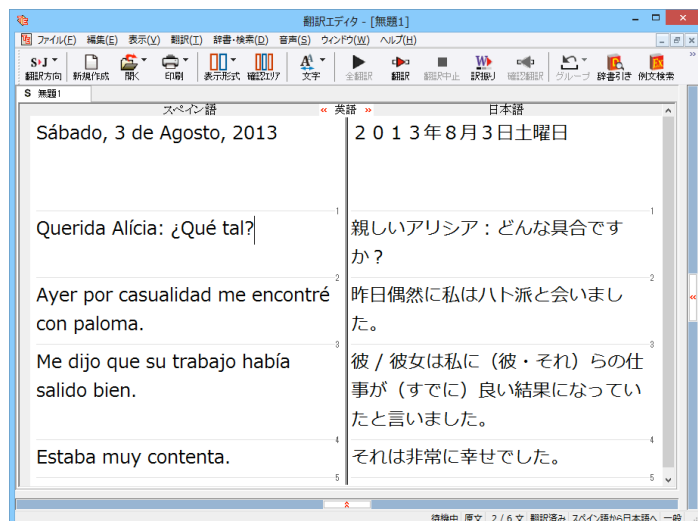 翻訳エディタ - [無題1]
ファイル(F) 編集(E) 表示(V) 翻訳(T) 辞書・検索(D) 音声(S) ウィンドウ(W) ヘルプ(H)
翻訳方向 新規作成 開く 印刷 表示形式 確認エリア 文字 全翻訳 翻訳 翻訳中止 訳振り 確認翻訳 グループ 辞書引き 例文検索
S 無題1
スペイン語 « 英語 » 日本語
Sábado, 3 de Agosto, 2013
２０１３年８月３日土曜日
1 1
Querida Alícia: ¿Qué tal?
親しいアリシア：どんな具合です
か？
2 2
Ayer por casualidad me encontré
con paloma.
昨日偶然に私はハト派と会いまし
た。
3 3
Me dijo que su trabajo había
salido bien.
彼 / 彼女は私に（彼・それ）らの仕
事が（すでに）良い結果になってい
たと言いました。
4 4
Estaba muy contenta.
それは非常に幸せでした。
5 5
待機中 原文 2 / 6 文 翻訳済み スペイン語から日本語へ 一般